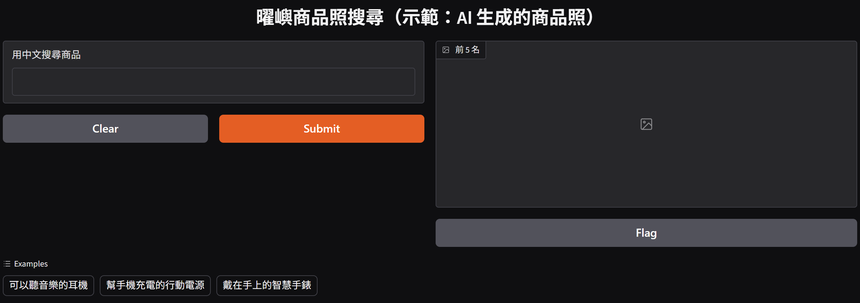 曜嶼商品照搜尋（示範：AI 生成的商品照）
用中文搜尋商品
前 5 名
Clear
Submit
Flag
Examples
可以聽音樂的耳機
幫手機充電的行動電源
戴在手上的智慧手錶